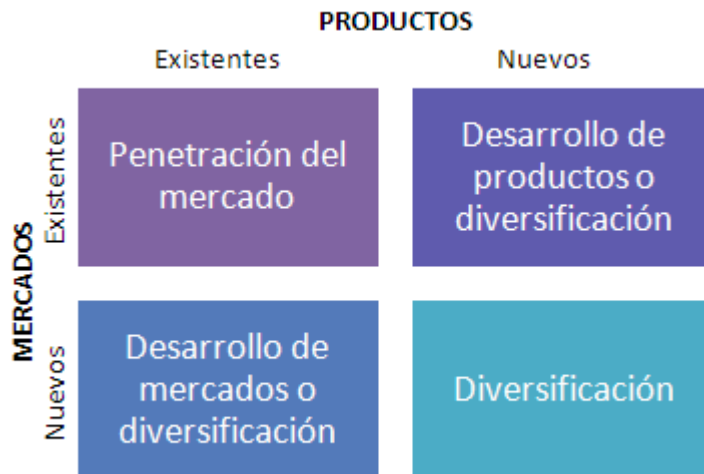 PRODUCTOS
Existentes
Nuevos
MERCADOS
Existentes
Penetración del
mercado
Desarrollo de
productos o
diversificación
Nuevos
Desarrollo de
mercados o
diversificación
Diversificación